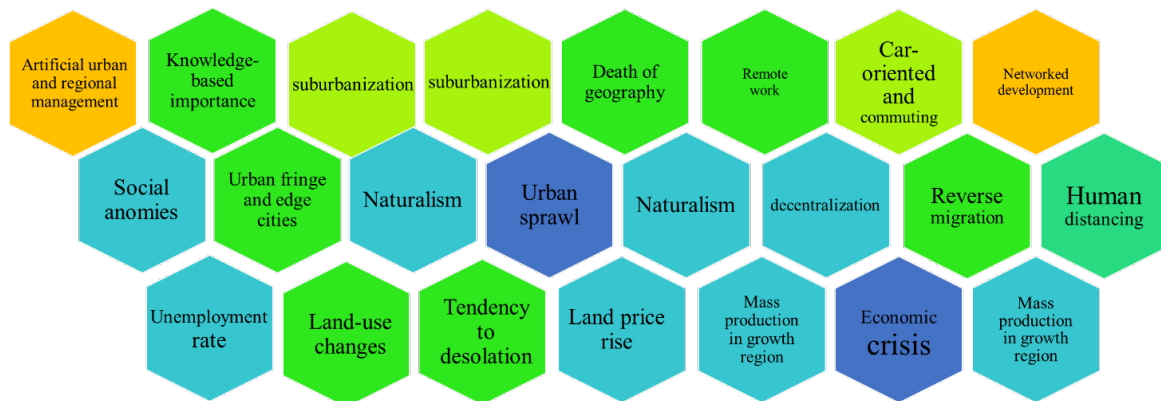 Artificial urban
and regional
management
Knowledge-
based
importance
suburbanization
suburbanization
Death of
geography
Remote
work
Car-
oriented
and
commuting
Networked
development
Social
anomies
Urban fringe
and edge
cities
Naturalism
Urban
sprawl
Naturalism
decentralization
Reverse
migration
Human
distancing
Unemployment
rate
Land-use
changes
Tendency
to
desolation
Land price
rise
Mass
production
in growth
region
Economic
crisis
Mass
production
in growth
region